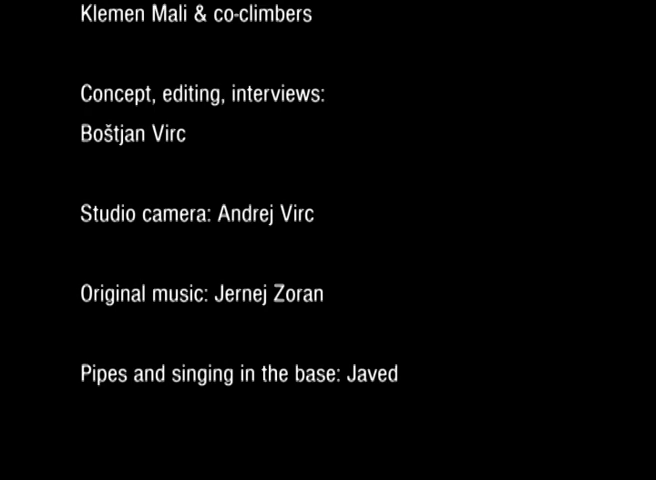 Klemen Mali & co-climbers
Concept, editing, interviews:
Boštjan Virc
Studio camera: Andrej Virc
Original music: Jernej Zoran
Pipes and singing in the base: Javed